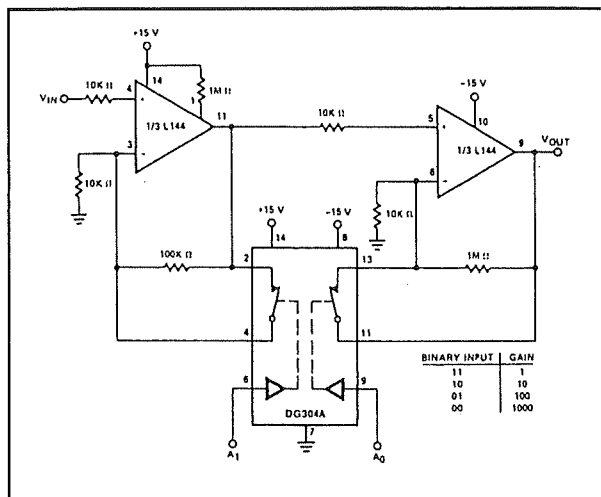 +15 V
14
10K Ω
1M Ω
VIN
4
+
1
11
1/3 L144
3
-
10K Ω
10K Ω
-15 V
5
+
10
9
VOUT
1/3 L144
6
-
10K Ω
+15 V
-15 V
14
8
100K Ω
2
13
1M Ω
4
11
6
9
DG304A
7
A1
A0
BINARY INPUT GAIN
11 1
10 10
01 100
00 1000